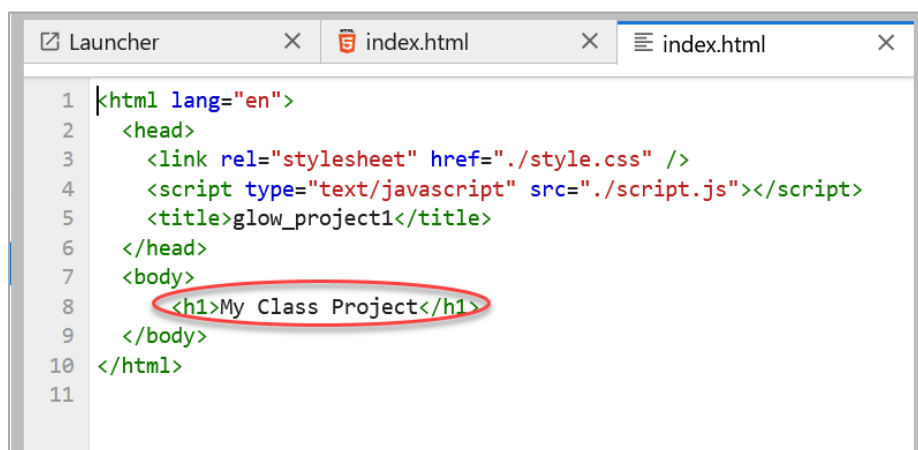 Launcher
index.html
index.html
1 <html lang="en">
2 <head>
3 <link rel="stylesheet" href="./style.css" />
4 <script type="text/javascript" src="./script.js"></script>
5 <title>glow_project1</title>
6 </head>
7 <body>
8 <h1>My Class Project</h1>
9 </body>
10 </html>
11